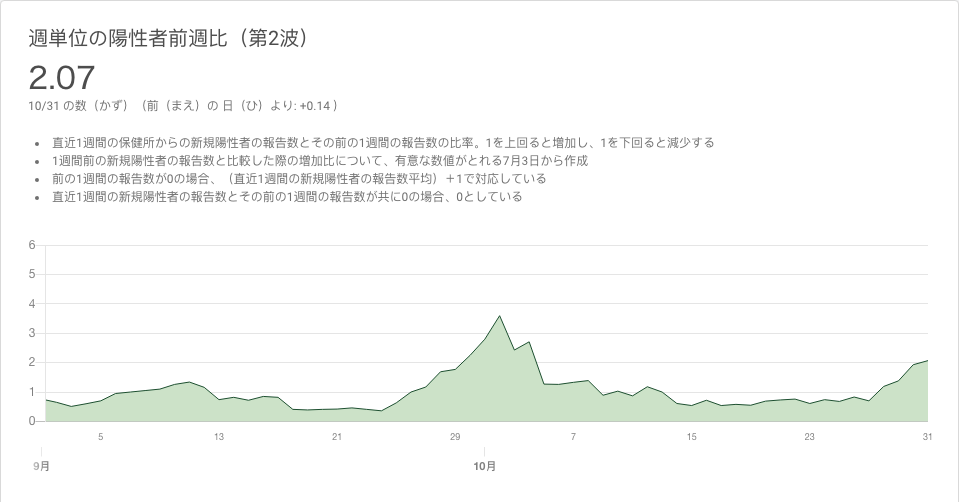 週単位の陽性者前週比（第2波）
2.07
10/31 の数（かず）（前（まえ）の 日（ひ）より: +0.14 ）
• 直近1週間の保健所からの新規陽性者の報告数とその前の1週間の報告数の比率。1を上回ると増加し、1を下回ると減少する
• 1週間前の新規陽性者の報告数と比較した際の増加比について、有意な数値がとれる7月3日から作成
• 前の1週間の報告数が0の場合、（直近1週間の新規陽性者の報告数平均）＋1で対応している
• 直近1週間の新規陽性者の報告数とその前の1週間の報告数が共に0の場合、0としている
6
5
4
3
2
1
0
5 13 21 29 7 15 23 31
9月 10月